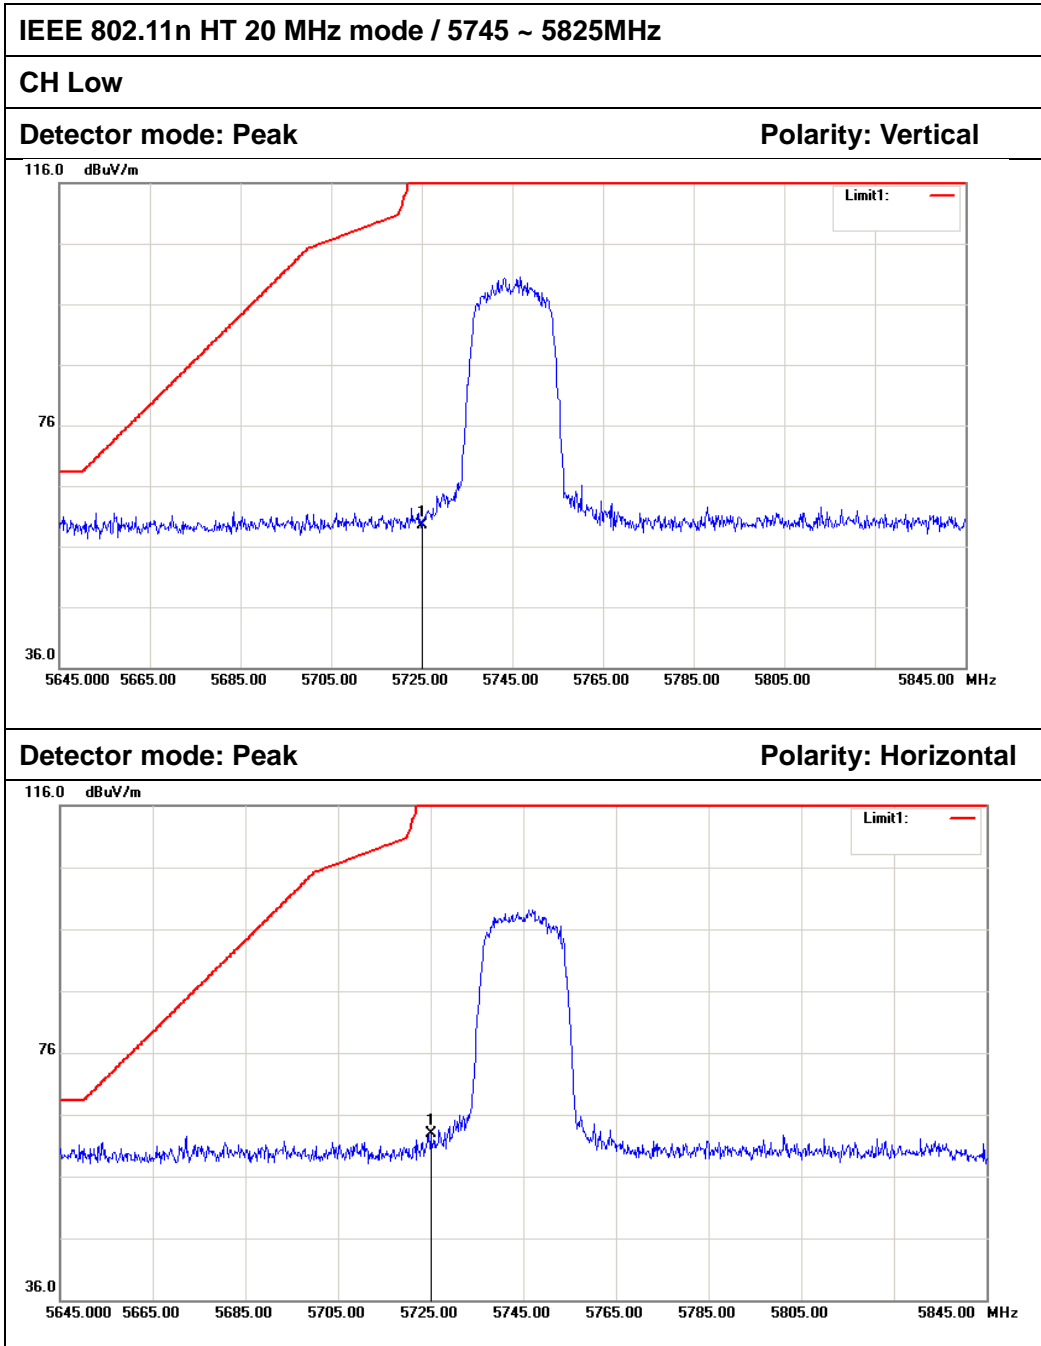 IEEE 802.11n HT 20 MHz mode / 5745 ~ 5825MHz
CH Low
Detector mode: Peak Polarity: Vertical
116.0 dBuV/m
Limit1:
76
1
36.0
5645.000 5665.00 5685.00 5705.00 5725.00 5745.00 5765.00 5785.00 5805.00 5845.00 MHz
Detector mode: Peak Polarity: Horizontal
116.0 dBuV/m
Limit1:
76
1
36.0
5645.000 5665.00 5685.00 5705.00 5725.00 5745.00 5765.00 5785.00 5805.00 5845.00 MHz